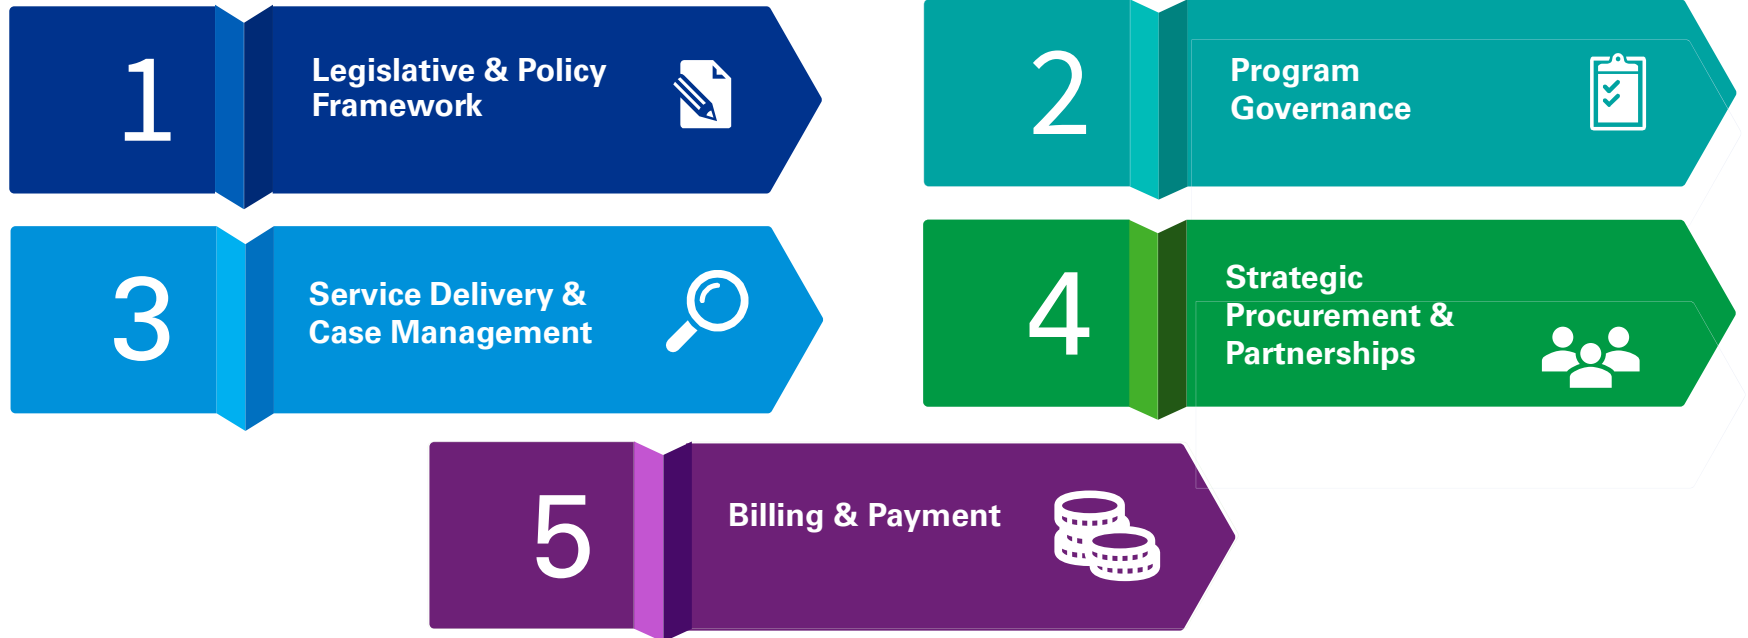 1
Legislative & Policy
Framework
2
Program
Governance
3
Service Delivery &
Case Management
4
Strategic
Procurement &
Partnerships
5
Billing & Payment